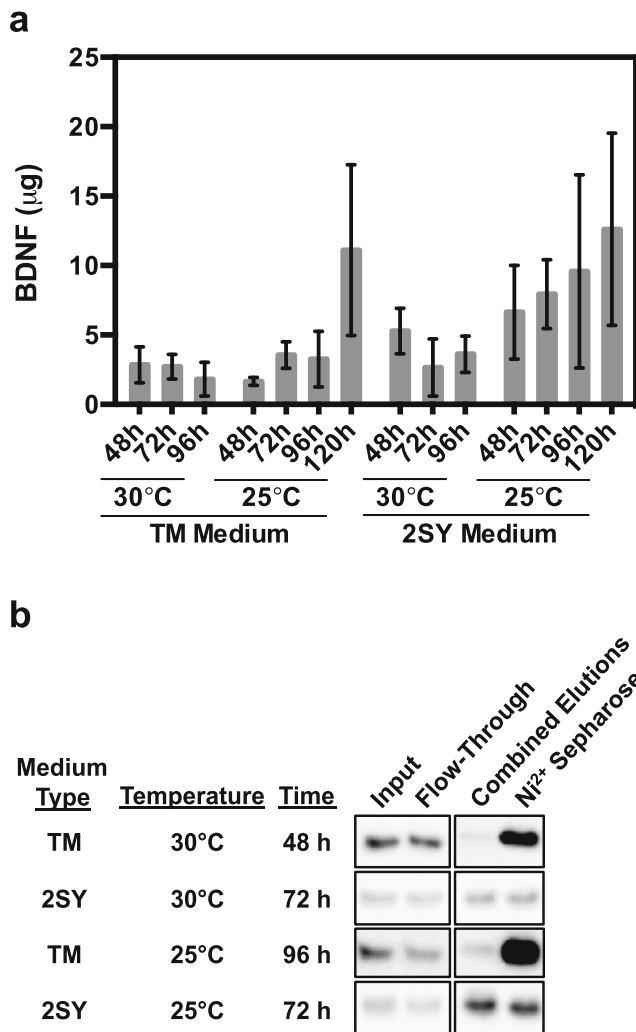 a
25
20
15
10
5
0
BDNF (μg)
48h 72h 96h 48h 72h 96h 120h 48h 72h 96h 48h 72h 96h 120h
30°C 25°C 30°C 25°C
TM Medium 2SY Medium
b
Input Flow-Through Combined Elutions Ni²⁺ Sepharose
Medium
Type Temperature Time
TM 30°C 48 h
2SY 30°C 72 h
TM 25°C 96 h
2SY 25°C 72 h